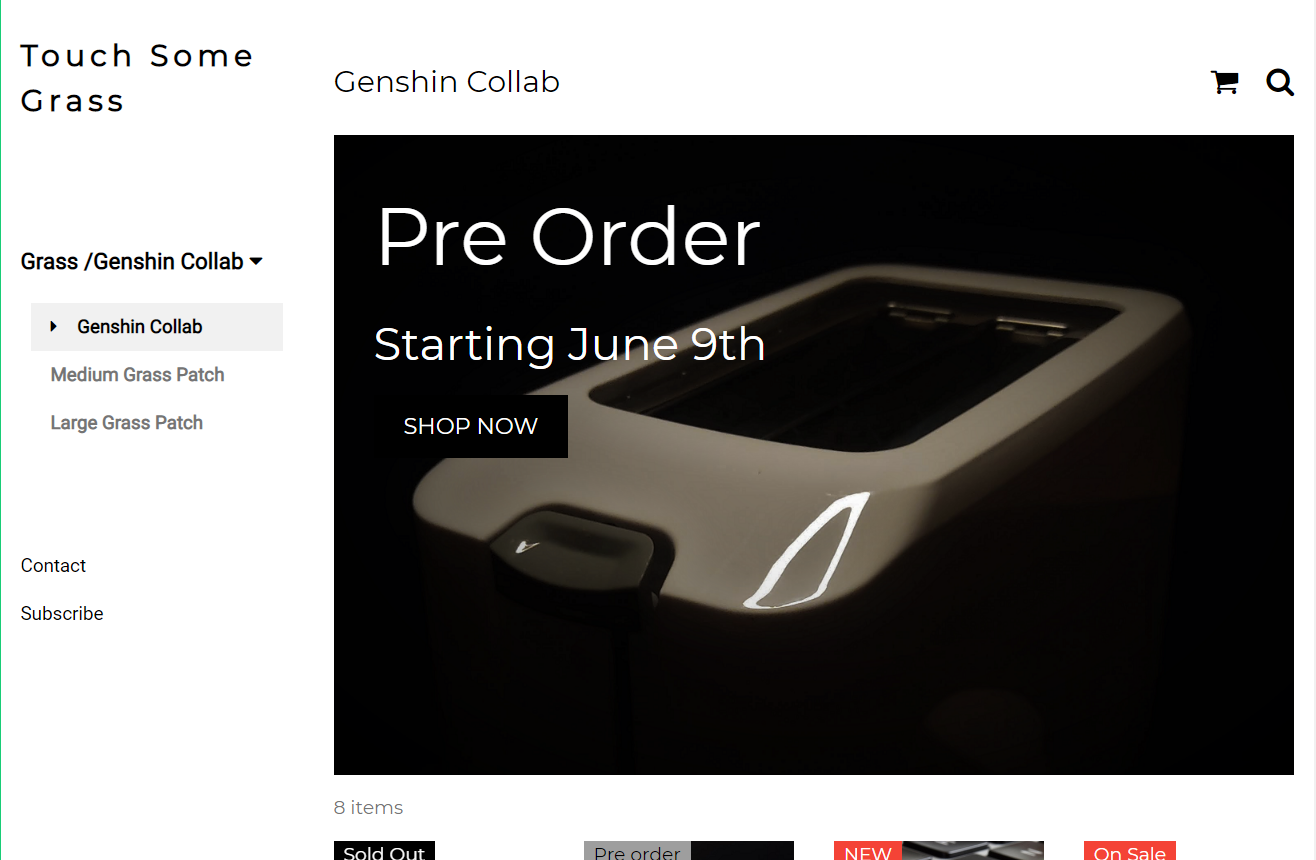 Touch Some
Grass
Genshin Collab
Grass /Genshin Collab
Genshin Collab
Medium Grass Patch
Large Grass Patch
Contact
Subscribe
Pre Order
Starting June 9th
SHOP NOW
8 items
Sold Out
Pre order
NEW
On Sale